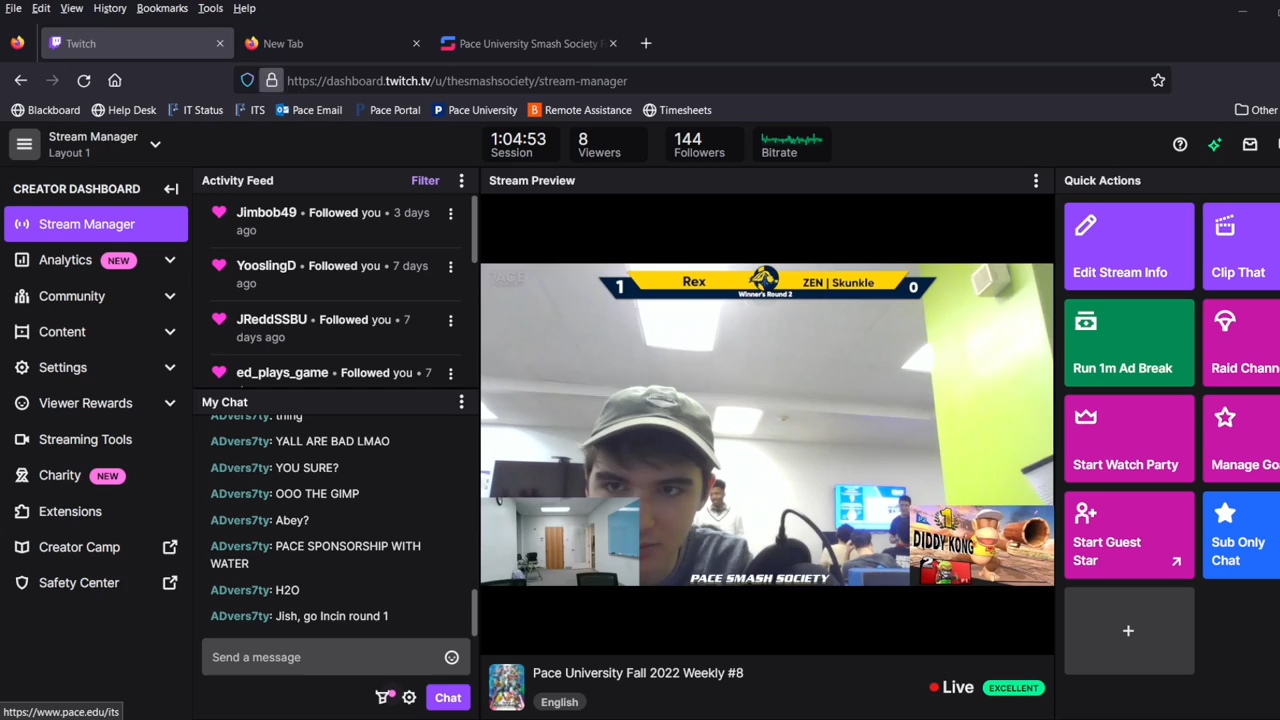 File Edit View History Bookmarks Tools Help
Twitch
New Tab
Pace University Smash Society
https://dashboard.twitch.tv/u/thesmashsociety/stream-manager
Blackboard Help Desk IT Status ITS Pace Email Pace Portal Pace University Remote Assistance Timesheets Other
Stream Manager
Layout 1
1:04:53
Session
8
Viewers
144
Followers
Bitrate
CREATOR DASHBOARD
Stream Manager
Analytics NEW
Community
Content
Settings
Viewer Rewards
Streaming Tools
Charity NEW
Extensions
Creator Camp
Safety Center
https://www.pace.edu/its
Activity Feed Filter
Jimbob49 • Followed you • 3 days
ago
YooslingD • Followed you • 7 days
ago
JReddSSBU • Followed you • 7
days ago
ed_plays_game • Followed you • 7
My Chat
ADvers7ty: thing
ADvers7ty: YALL ARE BAD LMAO
ADvers7ty: YOU SURE?
ADvers7ty: OOO THE GIMP
ADvers7ty: Abey?
ADvers7ty: PACE SPONSORSHIP WITH
WATER
ADvers7ty: H2O
ADvers7ty: Jish, go Incin round 1
Send a message
Chat
Stream Preview
PACE
1 Rex ZEN | Skunkle 0
Winner's Round 2
1
DIDDY KONG
2
PACE SMASH SOCIETY
Pace University Fall 2022 Weekly #8
English
Live EXCELLENT
Quick Actions
Edit Stream Info
Clip That
Run 1m Ad Break
Raid Chann
Start Watch Party
Manage Go
Start Guest
Star
Sub Only
Chat